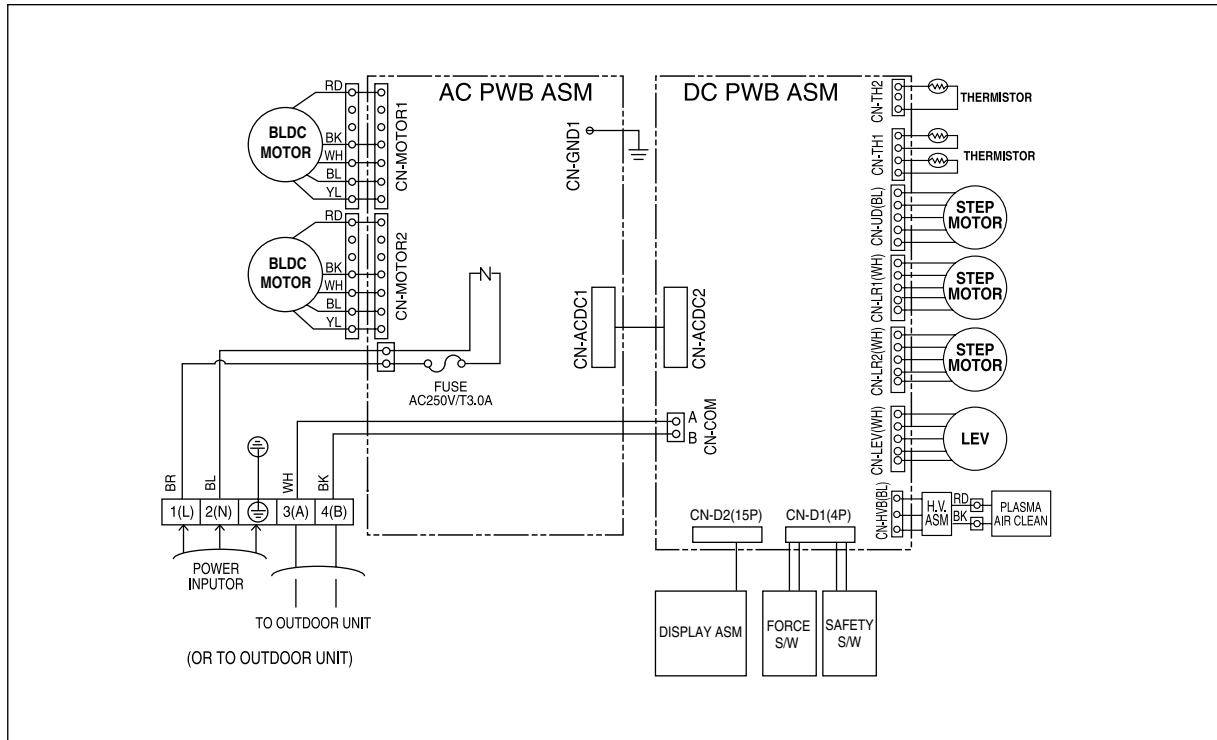 AC PWB ASM
DC PWB ASM
RD
BLDC
MOTOR
BK
WH
BL
YL
CN-MOTOR1
RD
BLDC
MOTOR
BK
WH
BL
YL
CN-MOTOR2
CN-GND1
N
FUSE
AC250V/T3.0A
CN-ACDC1
CN-ACDC2
A
B
CN-COM
CN-TH2
THERMISTOR
CN-TH1
THERMISTOR
CN-UD(BL)
STEP
MOTOR
CN-LR1(WH)
STEP
MOTOR
CN-LR2(WH)
STEP
MOTOR
CN-LEV(WH)
LEV
CN-HVB(BL)
H.V.
ASM
RD
BK
PLASMA
AIR CLEAN
CN-D2(15P)
CN-D1(4P)
DISPLAY ASM
FORCE
S/W
SAFETY
S/W
BR
BL
WH
BK
1(L)
2(N)
3(A)
4(B)
POWER
INPUTOR
TO OUTDOOR UNIT
(OR TO OUTDOOR UNIT)